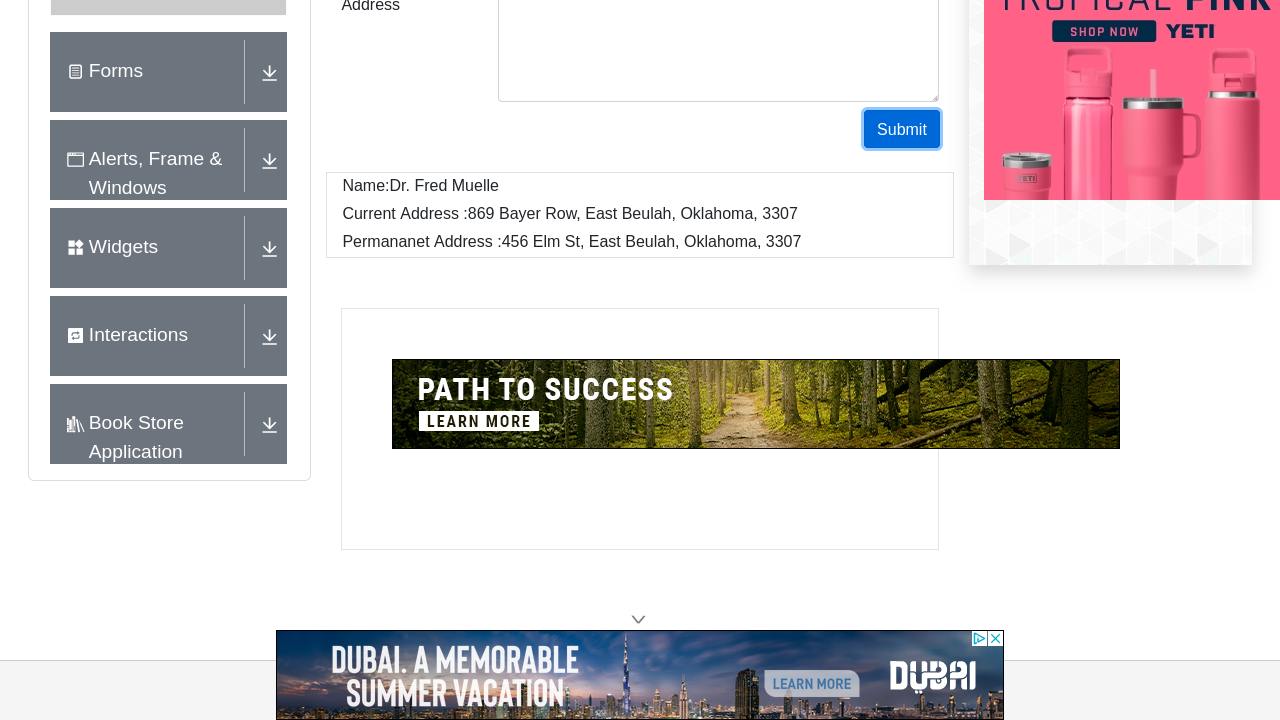 Address
Submit
Name:Dr. Fred Muelle
Current Address :869 Bayer Row, East Beulah, Oklahoma, 3307
Permananet Address :456 Elm St, East Beulah, Oklahoma, 3307
Forms
Alerts, Frame &
Windows
Widgets
Interactions
Book Store
Application
TROPICAL PINK
SHOP NOW
YETI
YETI
PATH TO SUCCESS
LEARN MORE
DUBAI. A MEMORABLE
SUMMER VACATION
LEARN MORE
DUBAI